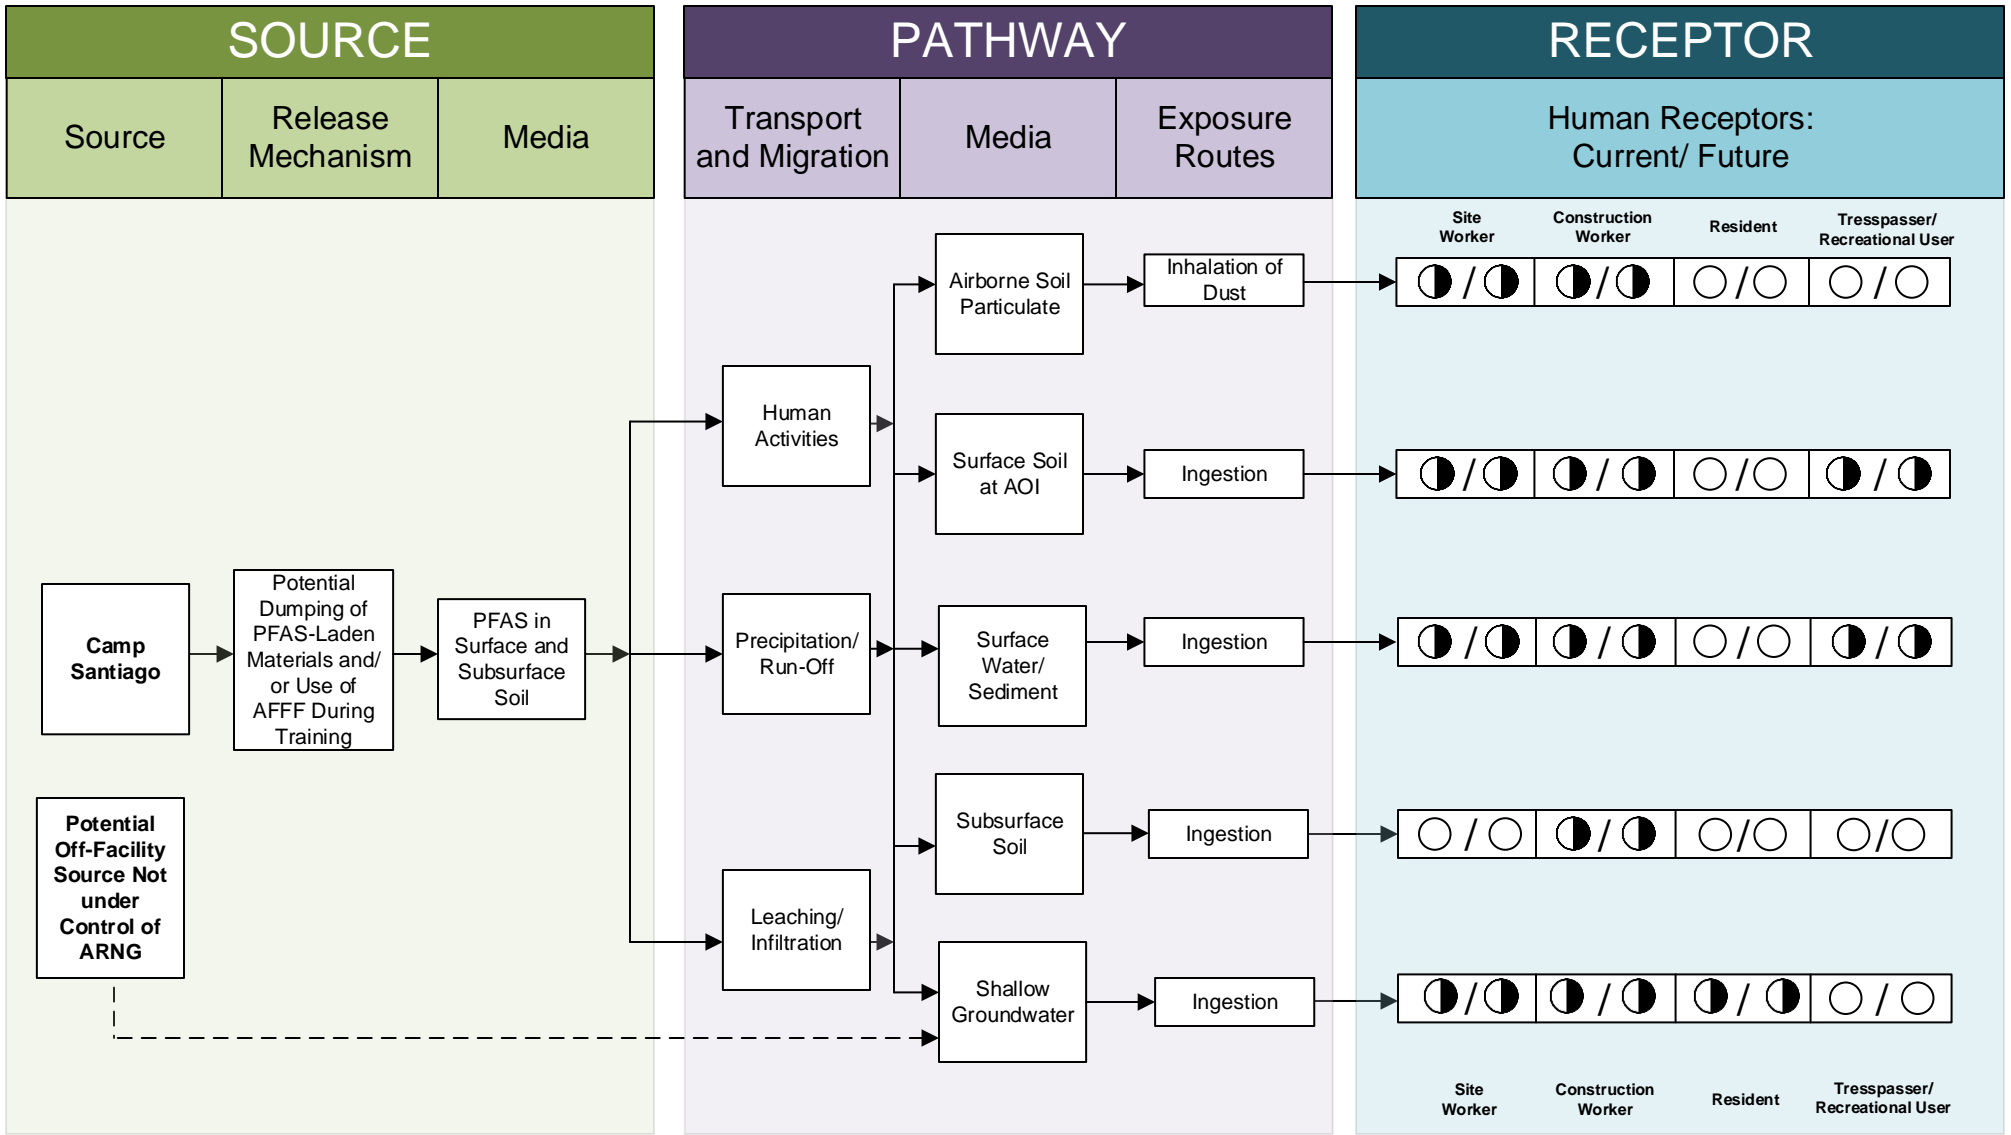 SOURCE
PATHWAY
RECEPTOR
Source
Release
Mechanism
Media
Transport
and Migration
Media
Exposure
Routes
Human Receptors:
Current/ Future
Site
Worker
Construction
Worker
Resident
Tresspasser/
Recreational User
Airborne Soil
Particulate
Inhalation of
Dust
/
/
/
/
Human
Activities
Surface Soil
at AOI
Ingestion
/
/
/
/
Camp
Santiago
Potential
Dumping of
PFAS-Laden
Materials and/
or Use of
AFFF During
Training
PFAS in
Surface and
Subsurface
Soil
Precipitation/
Run-Off
Surface
Water/
Sediment
Ingestion
/
/
/
/
Subsurface
Soil
Ingestion
/
/
/
/
Potential
Off-Facility
Source Not
under
Control of
ARNG
Leaching/
Infiltration
Shallow
Groundwater
Ingestion
/
/
/
/
Site
Worker
Construction
Worker
Resident
Tresspasser/
Recreational User